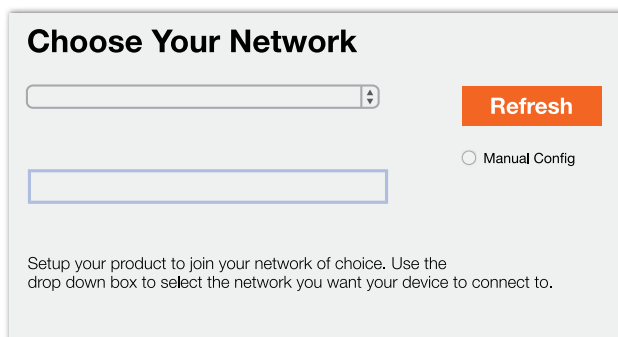 Choose Your Network
Refresh
Manual Config
Setup your product to join your network of choice. Use the
drop down box to select the network you want your device to connect to.